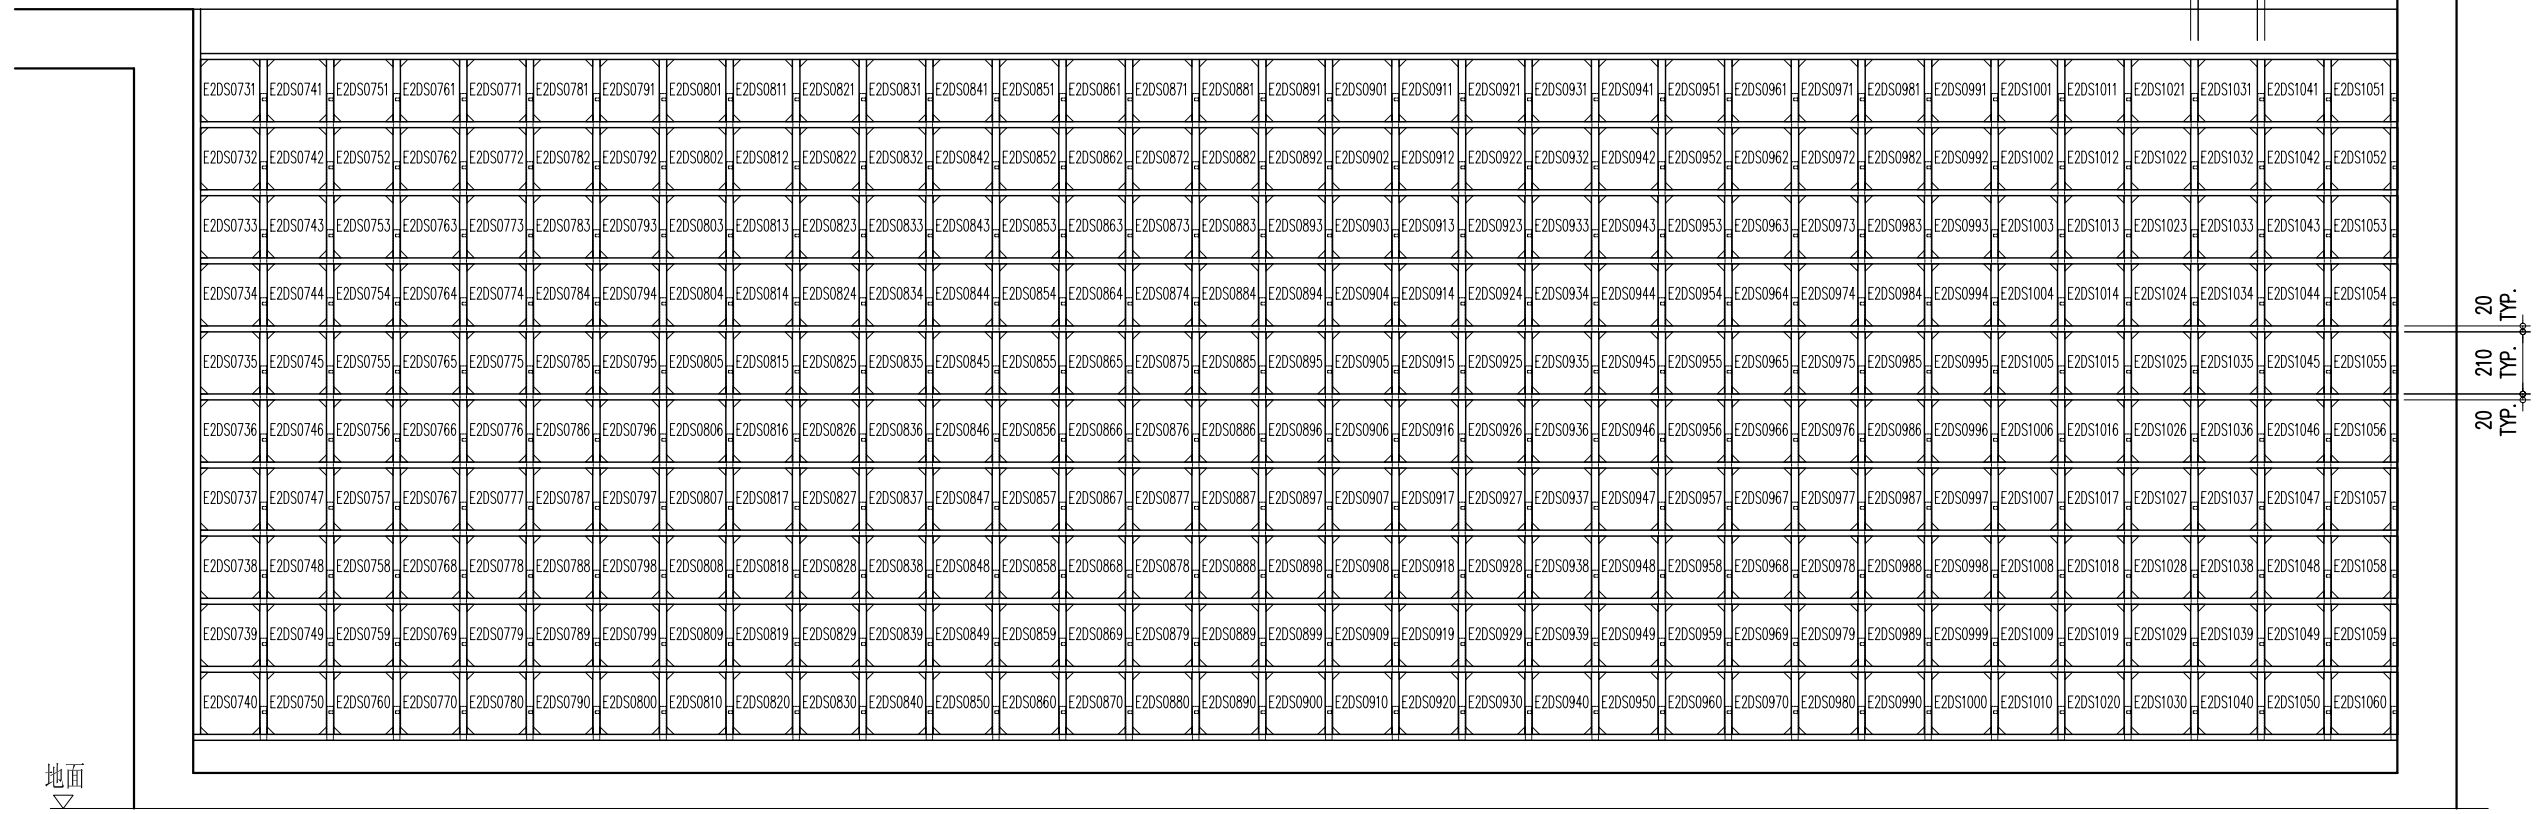 E2DS0731 E2DS0741 E2DS0751 E2DS0761 E2DS0771 E2DS0781 E2DS0791 E2DS0801 E2DS0811 E2DS0821 E2DS0831 E2DS0841 E2DS0851 E2DS0861 E2DS0871 E2DS0881 E2DS0891 E2DS0901 E2DS0911 E2DS0921 E2DS0931 E2DS0941 E2DS0951 E2DS0961 E2DS0971 E2DS0981 E2DS0991 E2DS1001 E2DS1011 E2DS1021 E2DS1031 E2DS1041 E2DS1051
E2DS0732 E2DS0742 E2DS0752 E2DS0762 E2DS0772 E2DS0782 E2DS0792 E2DS0802 E2DS0812 E2DS0822 E2DS0832 E2DS0842 E2DS0852 E2DS0862 E2DS0872 E2DS0882 E2DS0892 E2DS0902 E2DS0912 E2DS0922 E2DS0932 E2DS0942 E2DS0952 E2DS0962 E2DS0972 E2DS0982 E2DS0992 E2DS1002 E2DS1012 E2DS1022 E2DS1032 E2DS1042 E2DS1052
E2DS0733 E2DS0743 E2DS0753 E2DS0763 E2DS0773 E2DS0783 E2DS0793 E2DS0803 E2DS0813 E2DS0823 E2DS0833 E2DS0843 E2DS0853 E2DS0863 E2DS0873 E2DS0883 E2DS0893 E2DS0903 E2DS0913 E2DS0923 E2DS0933 E2DS0943 E2DS0953 E2DS0963 E2DS0973 E2DS0983 E2DS0993 E2DS1003 E2DS1013 E2DS1023 E2DS1033 E2DS1043 E2DS1053
E2DS0734 E2DS0744 E2DS0754 E2DS0764 E2DS0774 E2DS0784 E2DS0794 E2DS0804 E2DS0814 E2DS0824 E2DS0834 E2DS0844 E2DS0854 E2DS0864 E2DS0874 E2DS0884 E2DS0894 E2DS0904 E2DS0914 E2DS0924 E2DS0934 E2DS0944 E2DS0954 E2DS0964 E2DS0974 E2DS0984 E2DS0994 E2DS1004 E2DS1014 E2DS1024 E2DS1034 E2DS1044 E2DS1054
20 TYP.
E2DS0735 E2DS0745 E2DS0755 E2DS0765 E2DS0775 E2DS0785 E2DS0795 E2DS0805 E2DS0815 E2DS0825 E2DS0835 E2DS0845 E2DS0855 E2DS0865 E2DS0875 E2DS0885 E2DS0895 E2DS0905 E2DS0915 E2DS0925 E2DS0935 E2DS0945 E2DS0955 E2DS0965 E2DS0975 E2DS0985 E2DS0995 E2DS1005 E2DS1015 E2DS1025 E2DS1035 E2DS1045 E2DS1055
210 TYP.
E2DS0736 E2DS0746 E2DS0756 E2DS0766 E2DS0776 E2DS0786 E2DS0796 E2DS0806 E2DS0816 E2DS0826 E2DS0836 E2DS0846 E2DS0856 E2DS0866 E2DS0876 E2DS0886 E2DS0896 E2DS0906 E2DS0916 E2DS0926 E2DS0936 E2DS0946 E2DS0956 E2DS0966 E2DS0976 E2DS0986 E2DS0996 E2DS1006 E2DS1016 E2DS1026 E2DS1036 E2DS1046 E2DS1056
20 TYP.
E2DS0737 E2DS0747 E2DS0757 E2DS0767 E2DS0777 E2DS0787 E2DS0797 E2DS0807 E2DS0817 E2DS0827 E2DS0837 E2DS0847 E2DS0857 E2DS0867 E2DS0877 E2DS0887 E2DS0897 E2DS0907 E2DS0917 E2DS0927 E2DS0937 E2DS0947 E2DS0957 E2DS0967 E2DS0977 E2DS0987 E2DS0997 E2DS1007 E2DS1017 E2DS1027 E2DS1037 E2DS1047 E2DS1057
E2DS0738 E2DS0748 E2DS0758 E2DS0768 E2DS0778 E2DS0788 E2DS0798 E2DS0808 E2DS0818 E2DS0828 E2DS0838 E2DS0848 E2DS0858 E2DS0868 E2DS0878 E2DS0888 E2DS0898 E2DS0908 E2DS0918 E2DS0928 E2DS0938 E2DS0948 E2DS0958 E2DS0968 E2DS0978 E2DS0988 E2DS0998 E2DS1008 E2DS1018 E2DS1028 E2DS1038 E2DS1048 E2DS1058
E2DS0739 E2DS0749 E2DS0759 E2DS0769 E2DS0779 E2DS0789 E2DS0799 E2DS0809 E2DS0819 E2DS0829 E2DS0839 E2DS0849 E2DS0859 E2DS0869 E2DS0879 E2DS0889 E2DS0899 E2DS0909 E2DS0919 E2DS0929 E2DS0939 E2DS0949 E2DS0959 E2DS0969 E2DS0979 E2DS0989 E2DS0999 E2DS1009 E2DS1019 E2DS1029 E2DS1039 E2DS1049 E2DS1059
E2DS0740 E2DS0750 E2DS0760 E2DS0770 E2DS0780 E2DS0790 E2DS0800 E2DS0810 E2DS0820 E2DS0830 E2DS0840 E2DS0850 E2DS0860 E2DS0870 E2DS0880 E2DS0890 E2DS0900 E2DS0910 E2DS0920 E2DS0930 E2DS0940 E2DS0950 E2DS0960 E2DS0970 E2DS0980 E2DS0990 E2DS1000 E2DS1010 E2DS1020 E2DS1030 E2DS1040 E2DS1050 E2DS1060
地面